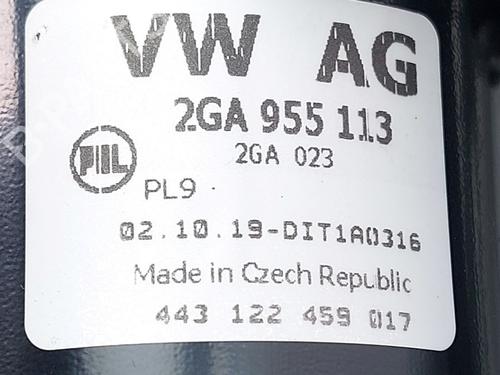 VW AG
2GA 955 113
2GA 023
PIL
PL9
02.10.19-DIT1A0316
Made in Czech Republic
443 122 459 017